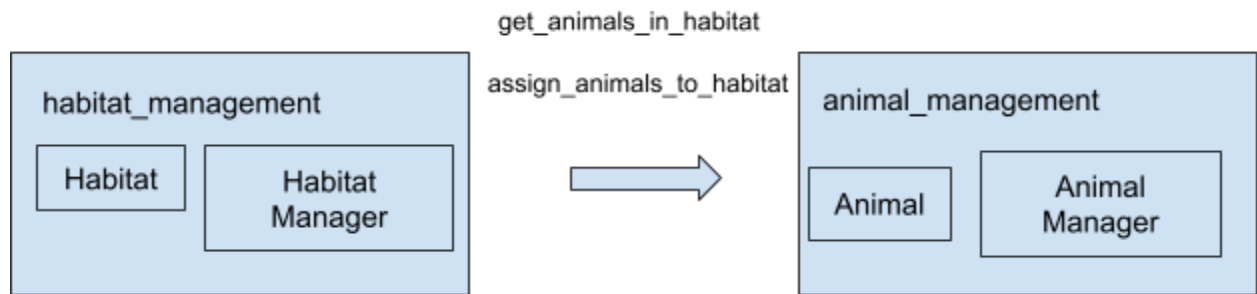 get_animals_in_habitat
assign_animals_to_habitat
habitat_management
Habitat
Habitat
Manager
animal_management
Animal
Animal
Manager